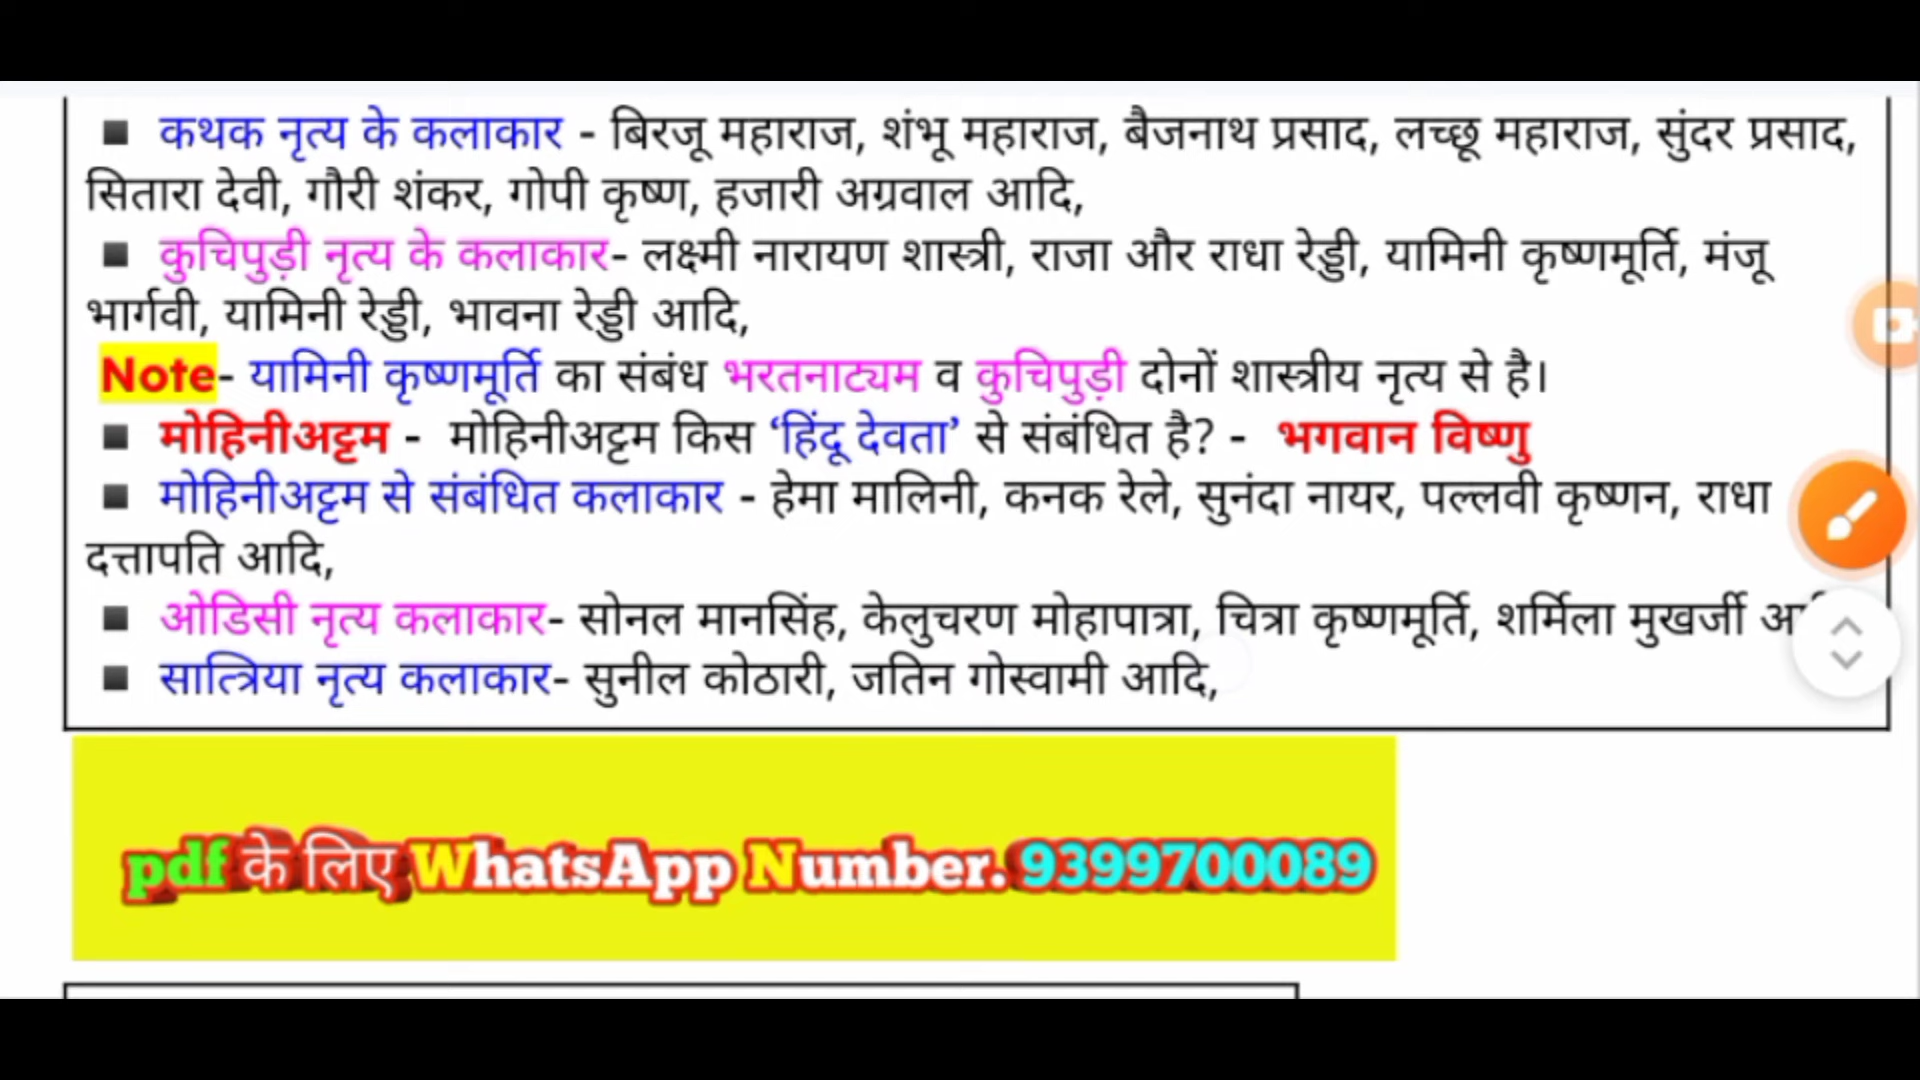 ▪ कथक नृत्य के कलाकार - बिरजू महाराज, शंभू महाराज, बैजनाथ प्रसाद, लच्छू महाराज, सुंदर प्रसाद,
सितारा देवी, गौरी शंकर, गोपी कृष्ण, हजारी अग्रवाल आदि,
▪ कुचिपुड़ी नृत्य के कलाकार- लक्ष्मी नारायण शास्त्री, राजा और राधा रेड्डी, यामिनी कृष्णमूर्ति, मंजू
भार्गवी, यामिनी रेड्डी, भावना रेड्डी आदि,
Note- यामिनी कृष्णमूर्ति का संबंध भरतनाट्यम व कुचिपुड़ी दोनों शास्त्रीय नृत्य से है।
▪ मोहिनीअट्टम - मोहिनीअट्टम किस ‘हिंदू देवता’ से संबंधित है? - भगवान विष्णु
▪ मोहिनीअट्टम से संबंधित कलाकार - हेमा मालिनी, कनक रेले, सुनंदा नायर, पल्लवी कृष्णन, राधा
दत्तापति आदि,
▪ ओडिसी नृत्य कलाकार- सोनल मानसिंह, केलुचरण मोहापात्रा, चित्रा कृष्णमूर्ति, शर्मिला मुखर्जी
▪ सात्त्रिया नृत्य कलाकार- सुनील कोठारी, जतिन गोस्वामी आदि,
pdf के लिए WhatsApp Number. 9399700089